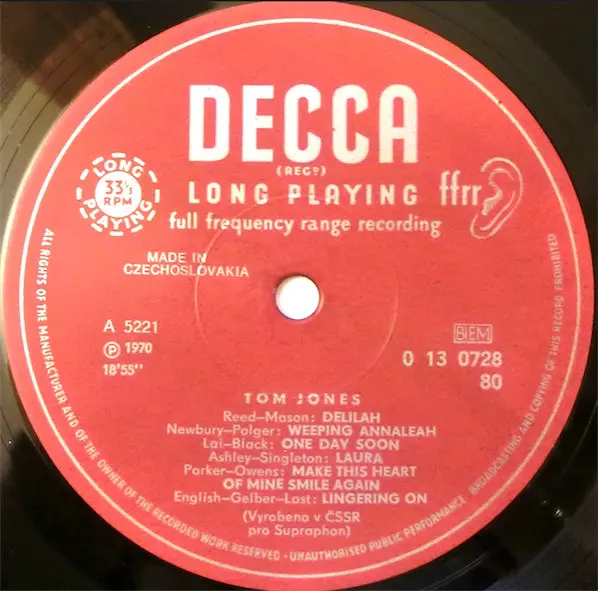 DECCA
(REGD)
LONG PLAYING ffrr
full frequency range recording
LONG PLAYING
33⅓
RPM
MADE IN
CZECHOSLOVAKIA
A 5221
Ⓟ 1970
18'55"
BIEM
0 13 0728
80
TOM JONES
Reed–Mason: DELILAH
Newbury–Polger: WEEPING ANNALEAH
Lai–Black: ONE DAY SOON
Ashley–Singleton: LAURA
Parker–Owens: MAKE THIS HEART
OF MINE SMILE AGAIN
English–Gelber–Last: LINGERING ON
(Vyrobeno v ČSSR
pro Supraphon)
ALL RIGHTS OF THE MANUFACTURER AND OF THE OWNER OF THE RECORDED WORK RESERVED · UNAUTHORISED PUBLIC PERFORMANCE · BROADCASTING AND COPYING OF THIS RECORD PROHIBITED